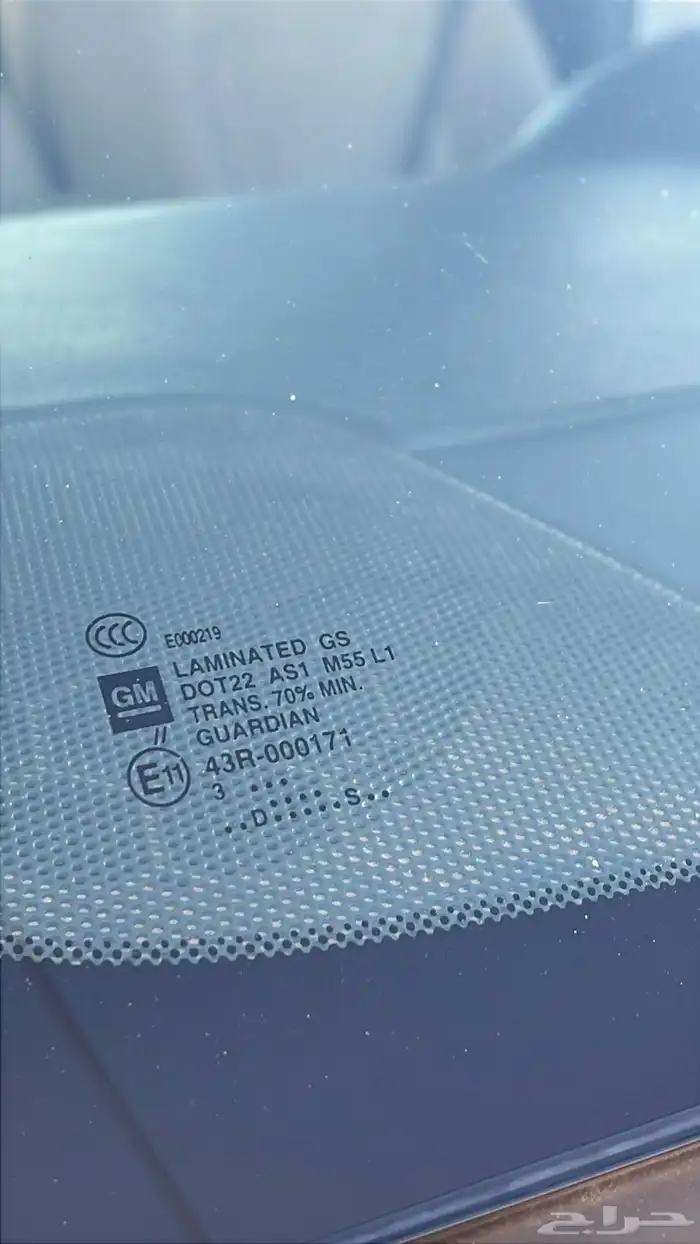 CCC E000219
LAMINATED GS
GM DOT22 AS1 M55 L1
TRANS. 70% MIN.
// GUARDIAN
E11 43R-000171
3 ...
..D.......S..
حراج